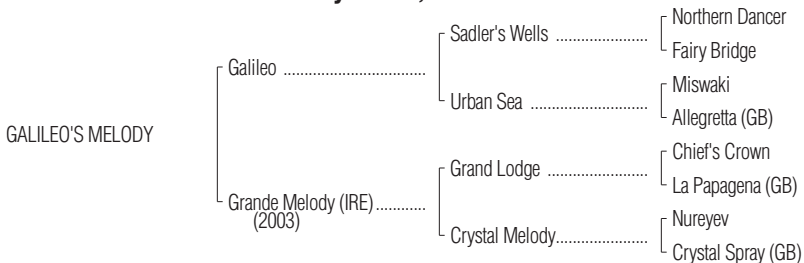 Northern Dancer
Sadler's Wells ......................
Fairy Bridge
Galileo ..................................
Miswaki
Urban Sea ............................
Allegretta (GB)
GALILEO'S MELODY
Chief's Crown
Grand Lodge ........................
La Papagena (GB)
Grande Melody (IRE)............
(2003)
Nureyev
Crystal Melody......................
Crystal Spray (GB)